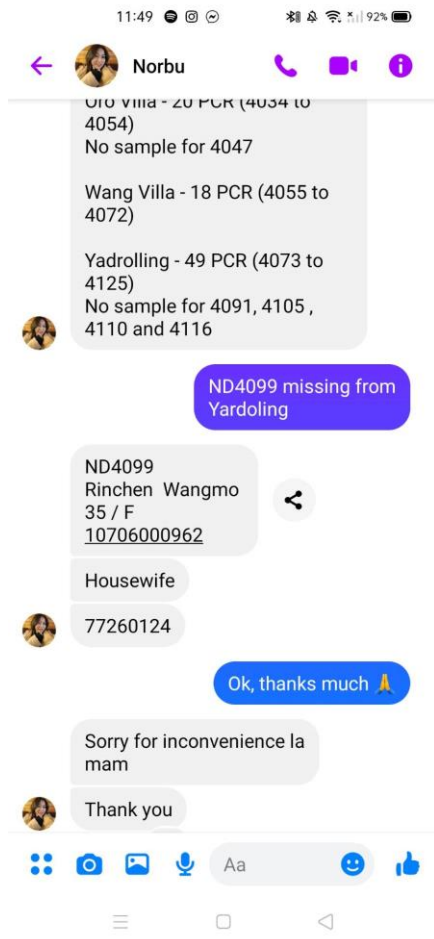 11:49
92%
Norbu
Oro Villa - 20 PCR (4034 to
4054)
No sample for 4047
Wang Villa - 18 PCR (4055 to
4072)
Yadrolling - 49 PCR (4073 to
4125)
No sample for 4091, 4105 ,
4110 and 4116
ND4099 missing from
Yardoling
ND4099
Rinchen Wangmo
35 / F
10706000962
Housewife
77260124
Ok, thanks much 🙏
Sorry for inconvenience la
mam
Thank you
Aa